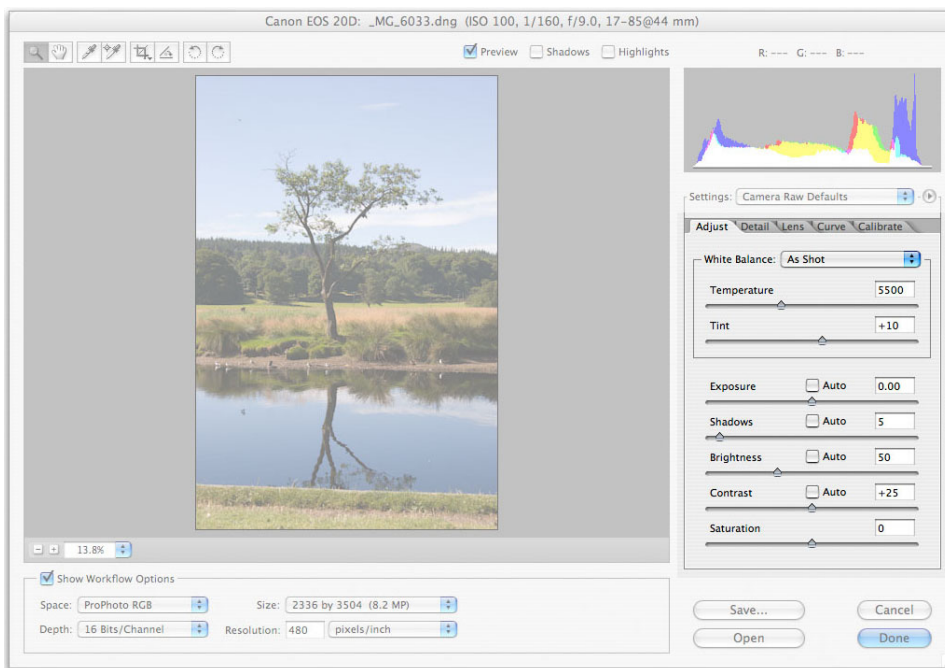 Canon EOS 20D:  _MG_6033.dng  (ISO 100, 1/160, f/9.0, 17-85@44 mm)
Preview  Shadows  Highlights  R: ---  G: ---  B: ---
Settings: Camera Raw Defaults
Adjust  Detail  Lens  Curve  Calibrate
White Balance: As Shot
Temperature  5500
Tint  +10
Exposure  Auto  0.00
Shadows  Auto  5
Brightness  Auto  50
Contrast  Auto  +25
Saturation  0
13.8%
Show Workflow Options
Space: ProPhoto RGB  Size: 2336 by 3504  (8.2 MP)
Depth: 16 Bits/Channel  Resolution: 480  pixels/inch
Save...  Cancel
Open  Done